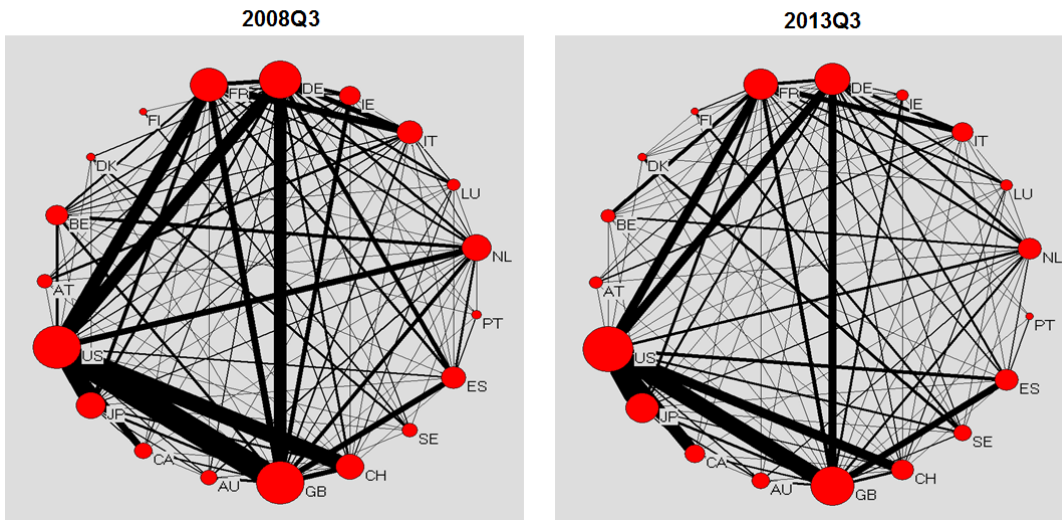 2008Q3
2013Q3
FR
DE
IE
IT
LU
NL
PT
ES
SE
CH
GB
AU
CA
JP
US
AT
BE
DK
FI
FR
DE
IE
IT
LU
NL
PT
ES
SE
CH
GB
AU
CA
JP
US
AT
BE
DK
FI